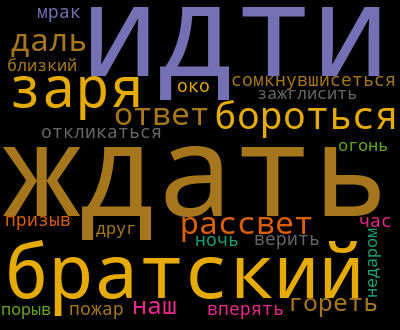 мрак
идти
даль
близкий
заря
око
сомкнувшисеться
зажглисить
ответ
бороться
откликаться
огонь
ждать
призыв
друг
рассвет
час
ночь
верить
недаром
братский
порыв
пожар
наш
вперять
гореть